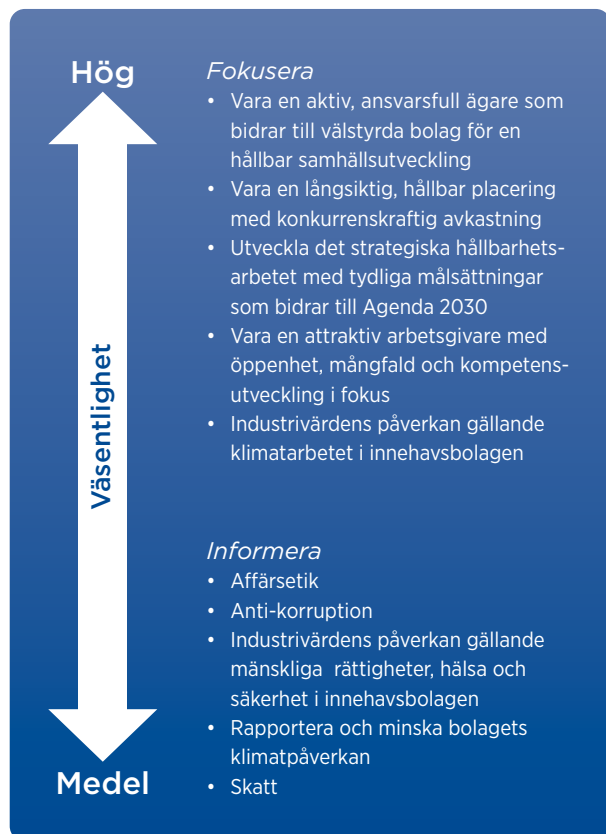 Hög
Väsentlighet
Medel
Fokusera
• Vara en aktiv, ansvarsfull ägare som
bidrar till välstyrda bolag för en
hållbar samhällsutveckling
• Vara en långsiktig, hållbar placering
med konkurrenskraftig avkastning
• Utveckla det strategiska hållbarhets-
arbetet med tydliga målsättningar
som bidrar till Agenda 2030
• Vara en attraktiv arbetsgivare med
öppenhet, mångfald och kompetens-
utveckling i fokus
• Industrivärdens påverkan gällande
klimatarbetet i innehavsbolagen
Informera
• Affärsetik
• Anti-korruption
• Industrivärdens påverkan gällande
mänskliga rättigheter, hälsa och
säkerhet i innehavsbolagen
• Rapportera och minska bolagets
klimatpåverkan
• Skatt